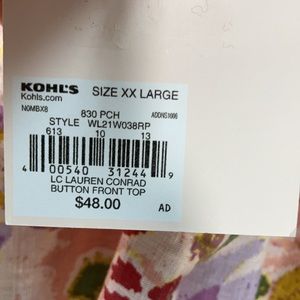 KOHL'S SIZE XX LARGE
Kohls.com
N0MBX8 830 PCH ADDNS1666
STYLE WL21W038RP
613 10 13
4 00540 31244 9
LC LAUREN CONRAD
BUTTON FRONT TOP
$48.00 AD